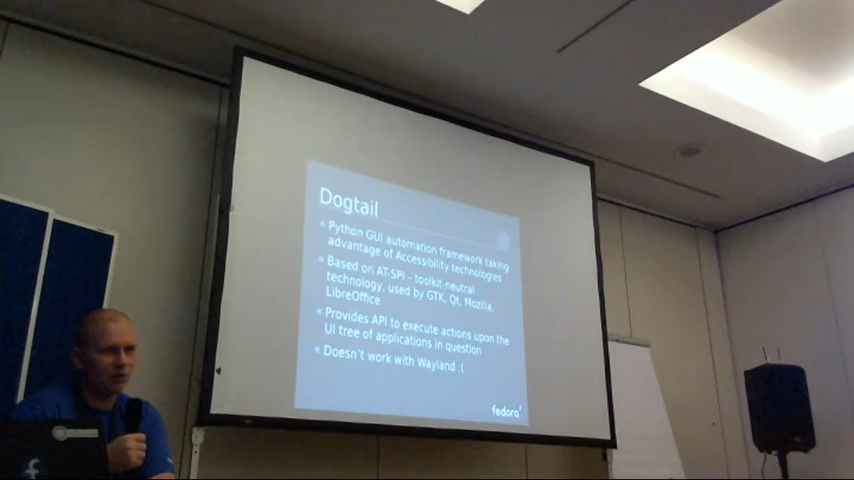 Dogtail
Python GUI automation framework taking
advantage of Accessibility technologies
Based on AT-SPI – toolkit-neutral
technology, used by GTK, Qt, Mozilla,
LibreOffice
Provides API to execute actions upon the
UI tree of applications in question
Doesn't work with Wayland :(
fedora